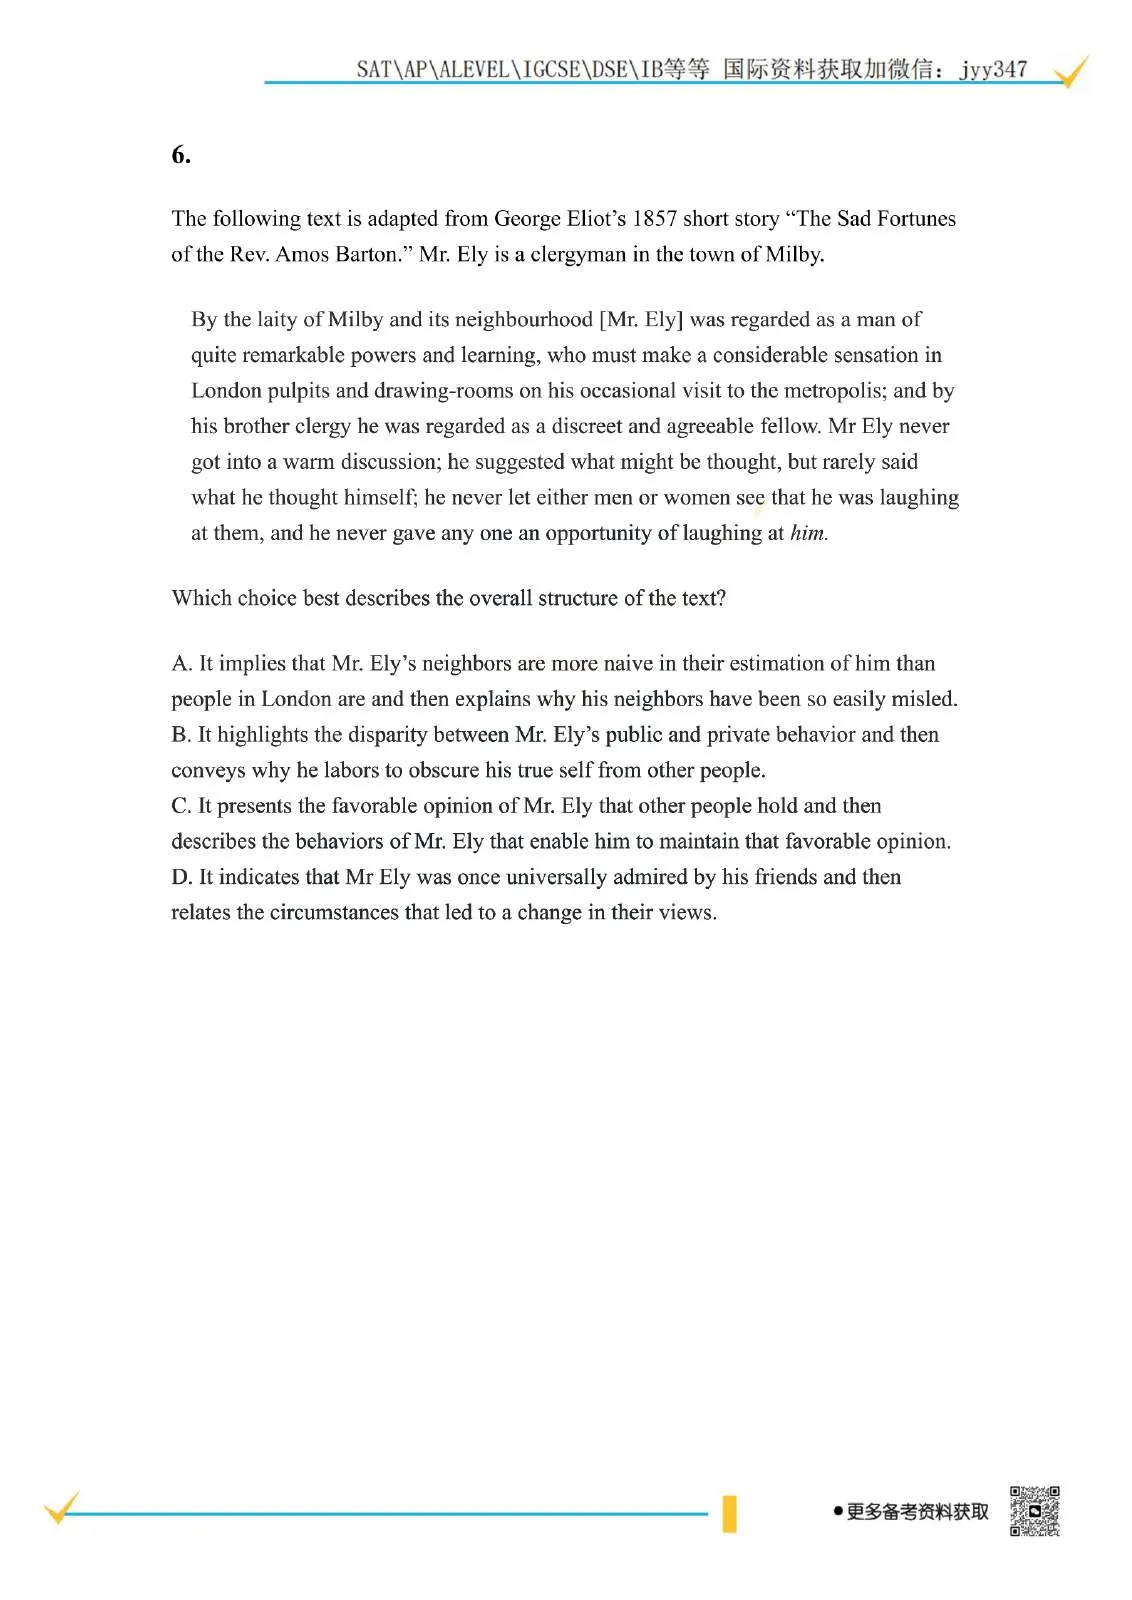 SAT\AP\ALEVEL\IGCSE\DSE\IB等等 国际资料获取加微信：jyy347
6.
The following text is adapted from George Eliot’s 1857 short story “The Sad Fortunes
of the Rev. Amos Barton.” Mr. Ely is a clergyman in the town of Milby.
By the laity of Milby and its neighbourhood [Mr. Ely] was regarded as a man of
quite remarkable powers and learning, who must make a considerable sensation in
London pulpits and drawing-rooms on his occasional visit to the metropolis; and by
his brother clergy he was regarded as a discreet and agreeable fellow. Mr Ely never
got into a warm discussion; he suggested what might be thought, but rarely said
what he thought himself; he never let either men or women see that he was laughing
at them, and he never gave any one an opportunity of laughing at him.
Which choice best describes the overall structure of the text?
A. It implies that Mr. Ely’s neighbors are more naive in their estimation of him than
people in London are and then explains why his neighbors have been so easily misled.
B. It highlights the disparity between Mr. Ely’s public and private behavior and then
conveys why he labors to obscure his true self from other people.
C. It presents the favorable opinion of Mr. Ely that other people hold and then
describes the behaviors of Mr. Ely that enable him to maintain that favorable opinion.
D. It indicates that Mr Ely was once universally admired by his friends and then
relates the circumstances that led to a change in their views.
●更多备考资料获取